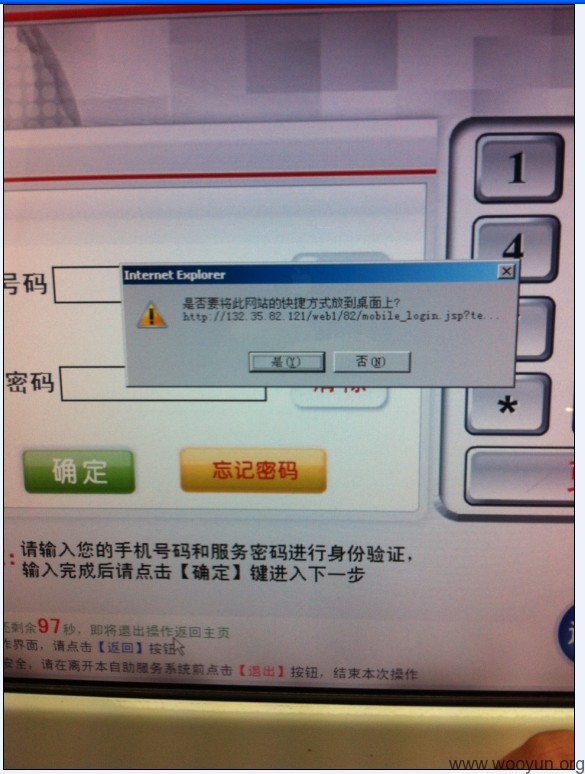 1
Internet Explorer
4
是否要将此网站的快捷方式放到桌面上?
http://132.35.82.121/web1/82/mobile_login.jsp?te...
号码
是(Y)
否(N)
密码
清除
*
确定
忘记密码
：请输入您的手机号码和服务密码进行身份验证，
输入完成后请点击【确定】键进入下一步
还剩余97秒，即将退出操作返回主页
作界面，请点击【返回】按钮
安全，请在离开本自助服务系统前点击【退出】按钮，结束本次操作
www.wooyun.org